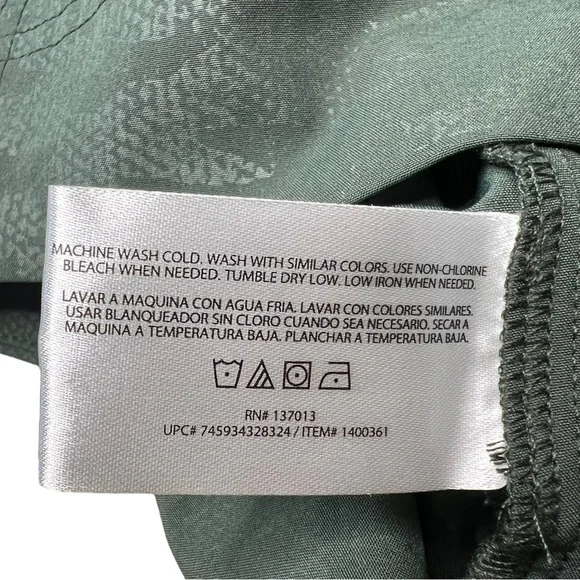 MACHINE WASH COLD. WASH WITH SIMILAR COLORS. USE NON-CHLORINE
BLEACH WHEN NEEDED. TUMBLE DRY LOW. LOW IRON WHEN NEEDED.
LAVAR A MAQUINA CON AGUA FRIA. LAVAR CON COLORES SIMILARES.
USAR BLANQUEADOR SIN CLORO CUANDO SEA NECESARIO. SECAR A
MAQUINA A TEMPERATURA BAJA. PLANCHAR A TEMPERATURA BAJA.
RN# 137013
UPC# 745934328324 / ITEM# 1400361